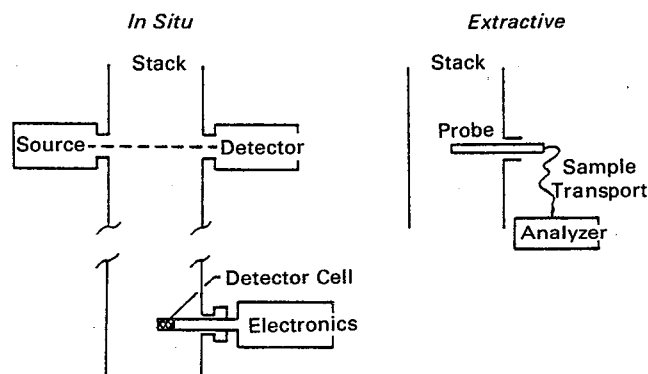 In Situ
Extractive
Stack
Stack
Source
Detector
Probe
Sample
Transport
Analyzer
Detector Cell
Electronics